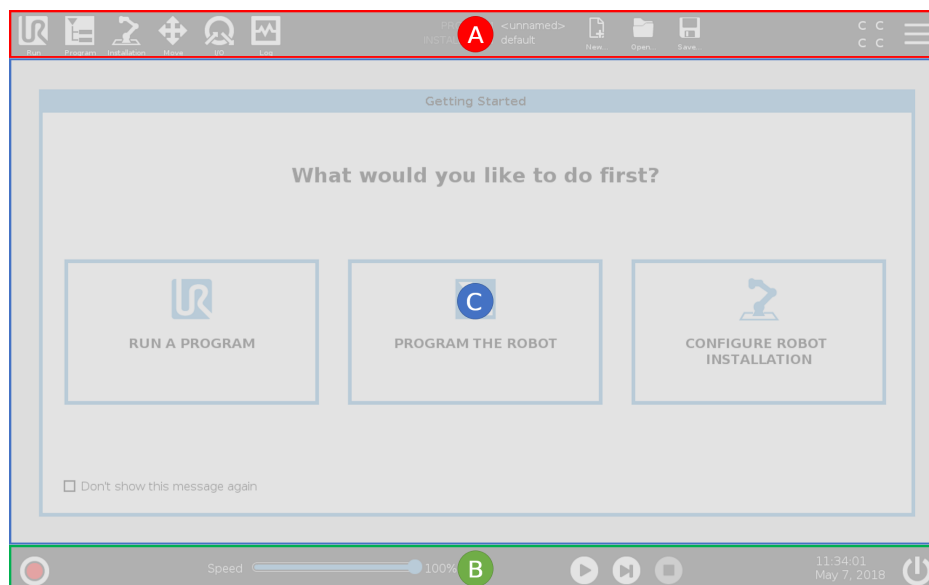 Run Program Installation Move I/O Log
PR <unnamed>
INSTA default
A
New... Open... Save...
C C
C C
Getting Started
What would you like to do first?
C
RUN A PROGRAM
PROGRAM THE ROBOT
CONFIGURE ROBOT
INSTALLATION
Don't show this message again
Speed
100%
B
11:34:01
May 7, 2018